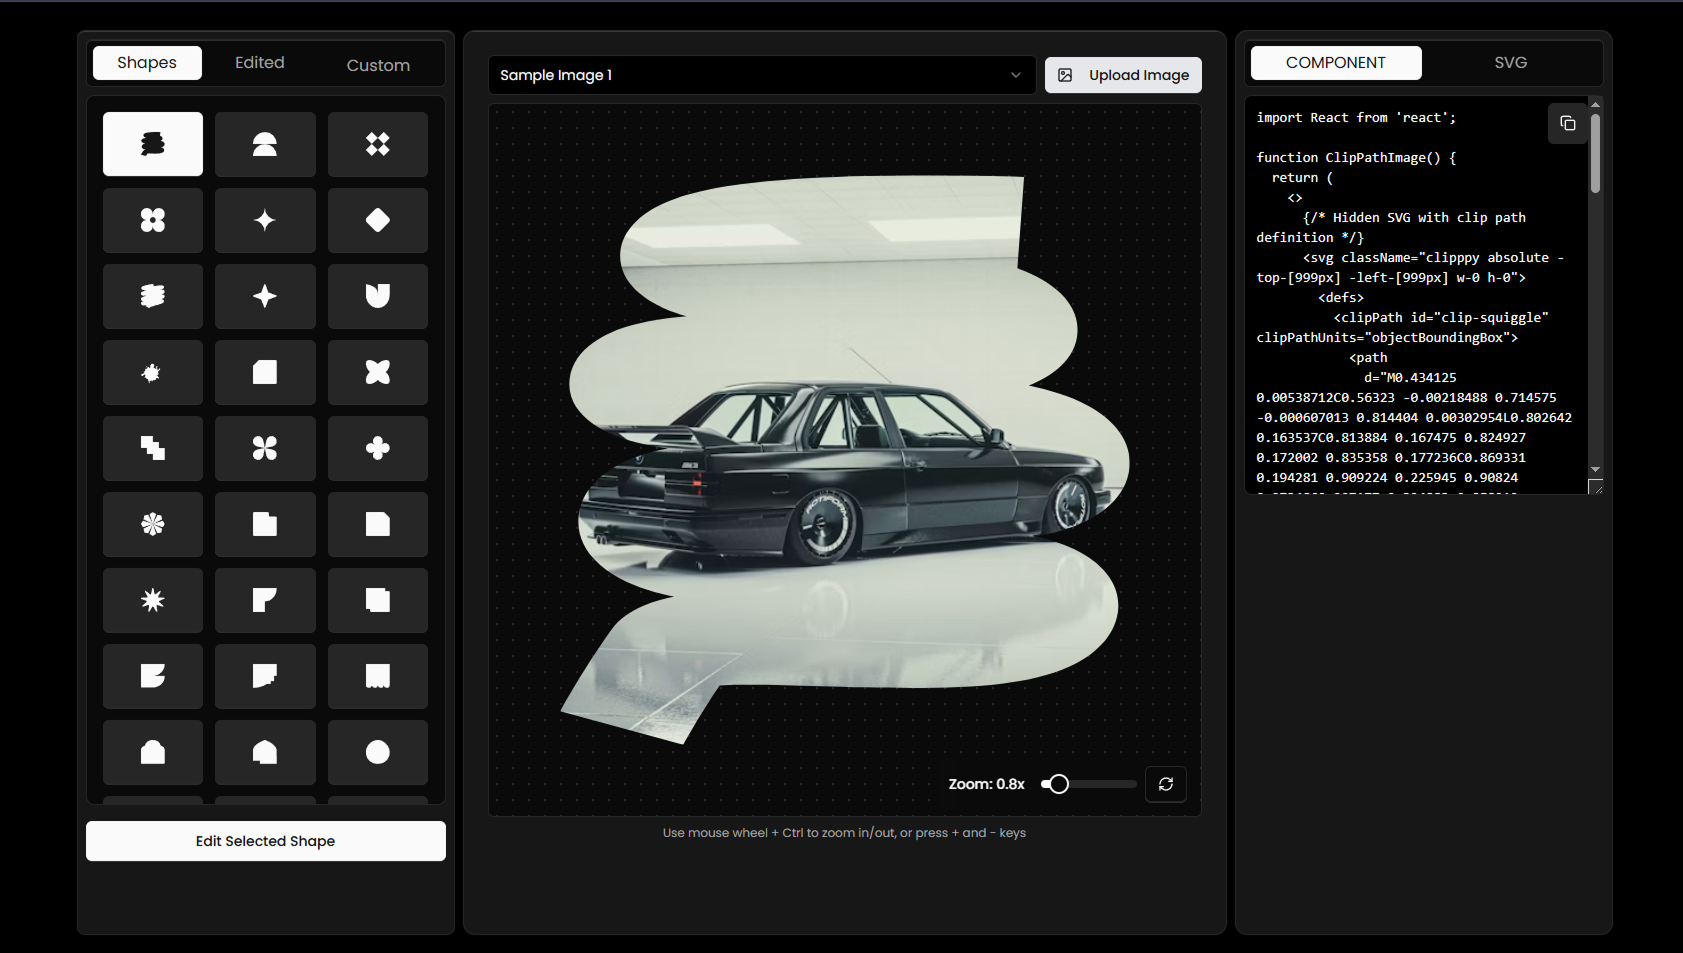 Shapes
Edited
Custom
Edit Selected Shape
Sample Image 1
Upload Image
Zoom: 0.8x
Use mouse wheel + Ctrl to zoom in/out, or press + and - keys
COMPONENT
SVG
import React from 'react';
function ClipPathImage() {
return (
<>
{/* Hidden SVG with clip path
definition */}
<svg className="clipppy absolute -
top-[999px] -left-[999px] w-0 h-0">
<defs>
<clipPath id="clip-squiggle"
clipPathUnits="objectBoundingBox">
<path
d="M0.434125
0.00538712C0.56323 -0.00218488 0.714575
-0.000607013 0.814404 0.00302954L0.802642
0.163537C0.813884 0.167475 0.824927
0.172002 0.835358 0.177236C0.869331
0.194281 0.909224 0.225945 0.90824